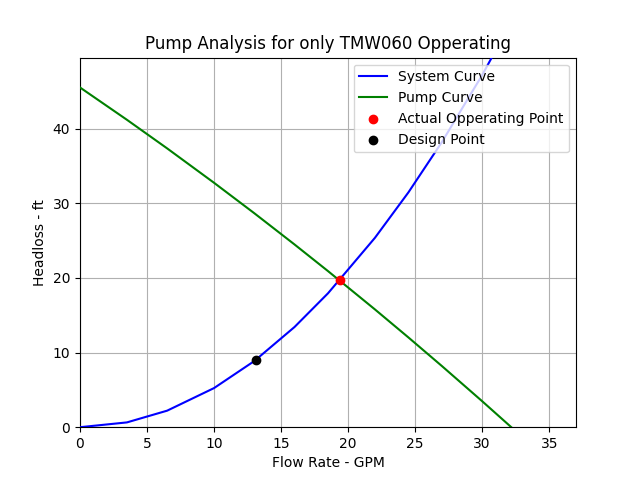 Pump Analysis for only TMW060 Opperating
System Curve
Pump Curve
Actual Opperating Point
Design Point
Headloss - ft
40
30
20
10
0
0 5 10 15 20 25 30 35
Flow Rate - GPM